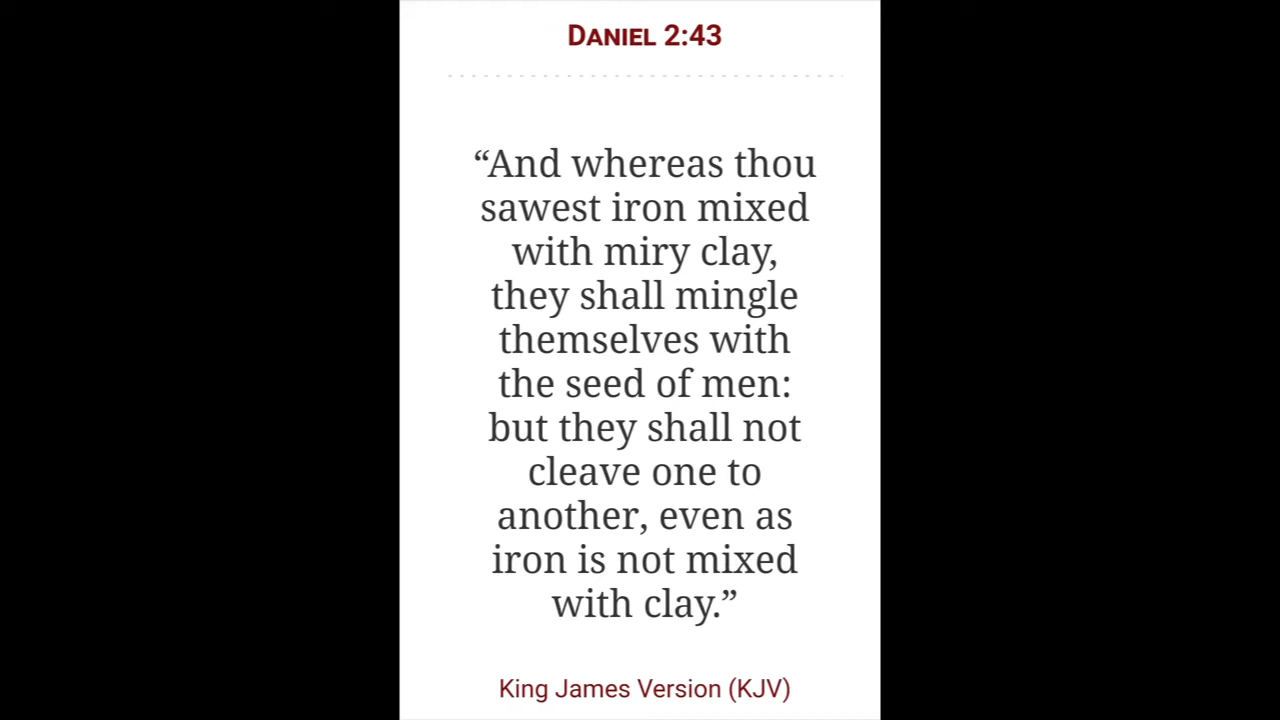 Daniel 2:43
“And whereas thou
sawest iron mixed
with miry clay,
they shall mingle
themselves with
the seed of men:
but they shall not
cleave one to
another, even as
iron is not mixed
with clay.”
King James Version (KJV)